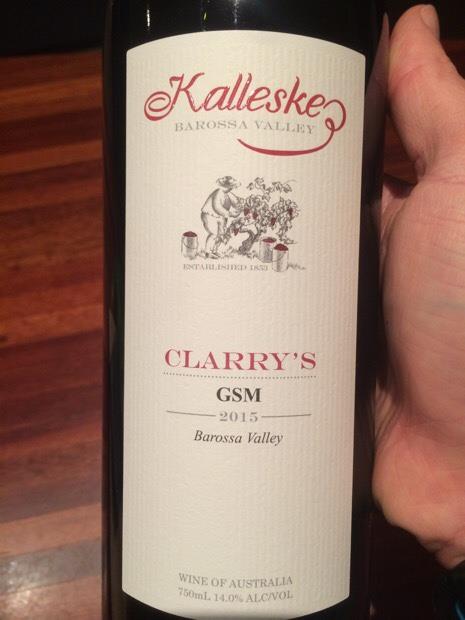 Kalleske
BAROSSA VALLEY
ESTABLISHED 1853
CLARRY'S
GSM
2015
Barossa Valley
WINE OF AUSTRALIA
750mL 14.0% ALC/VOL